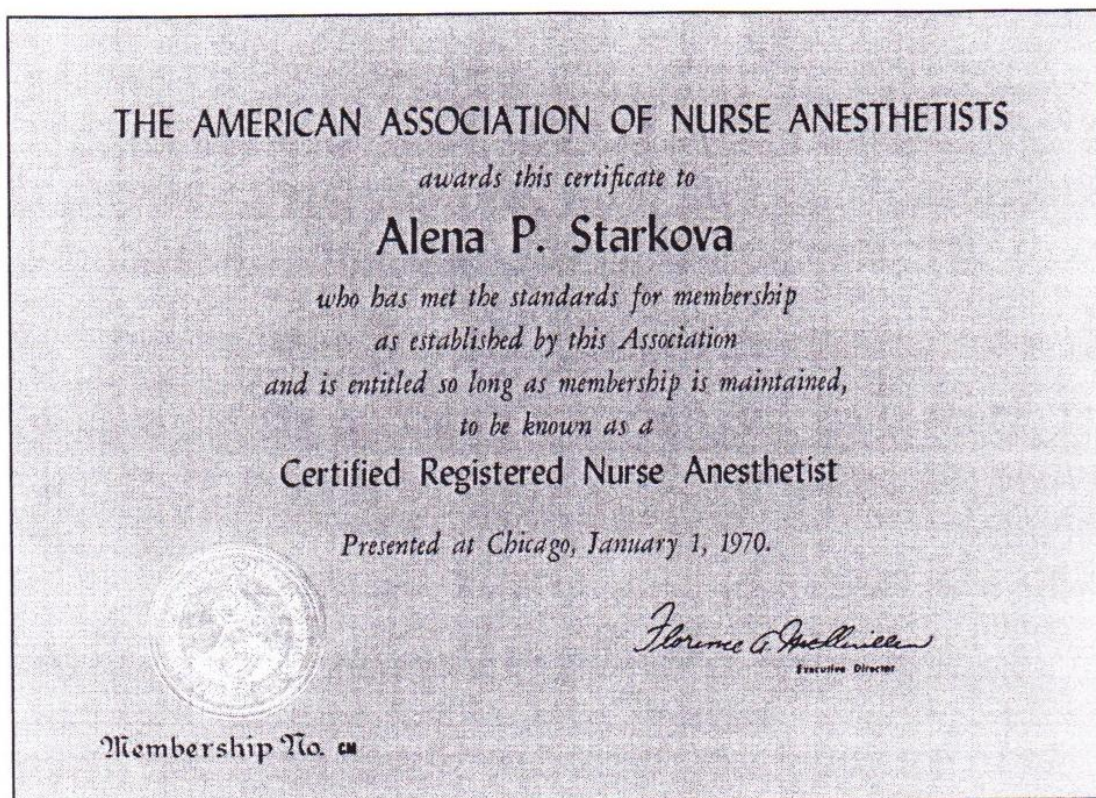 THE AMERICAN ASSOCIATION OF NURSE ANESTHETISTS
awards this certificate to
Alena P. Starkova
who has met the standards for membership
as established by this Association
and is entitled so long as membership is maintained,
to be known as a
Certified Registered Nurse Anesthetist
Presented at Chicago, January 1, 1970.
Florence A.
Executive Director
Membership No. CM